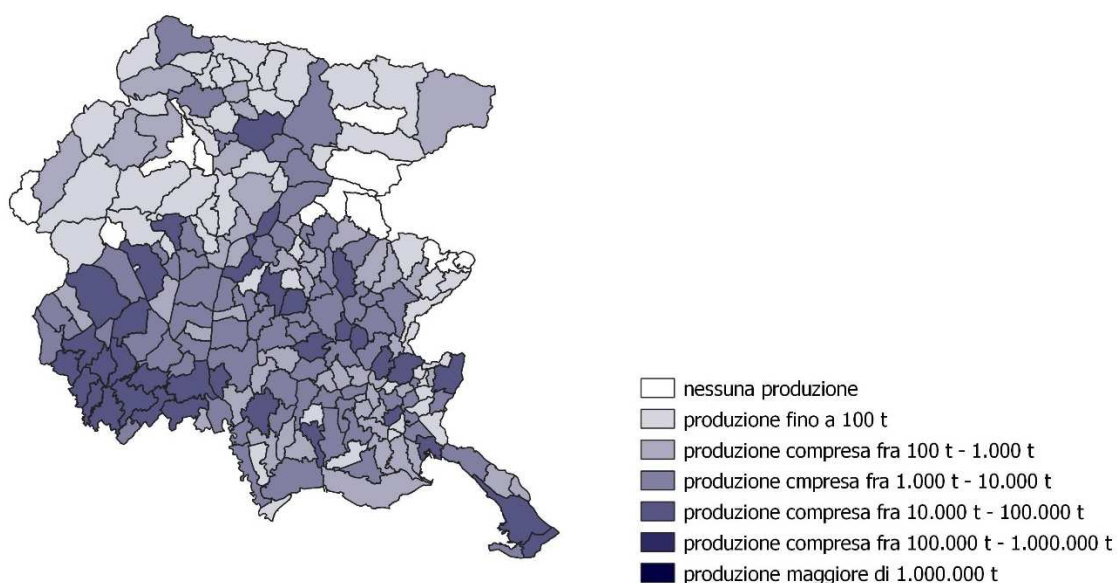 nessuna produzione
produzione fino a 100 t
produzione compresa fra 100 t - 1.000 t
produzione cmpresa fra 1.000 t - 10.000 t
produzione compresa fra 10.000 t - 100.000 t
produzione compresa fra 100.000 t - 1.000.000 t
produzione maggiore di 1.000.000 t